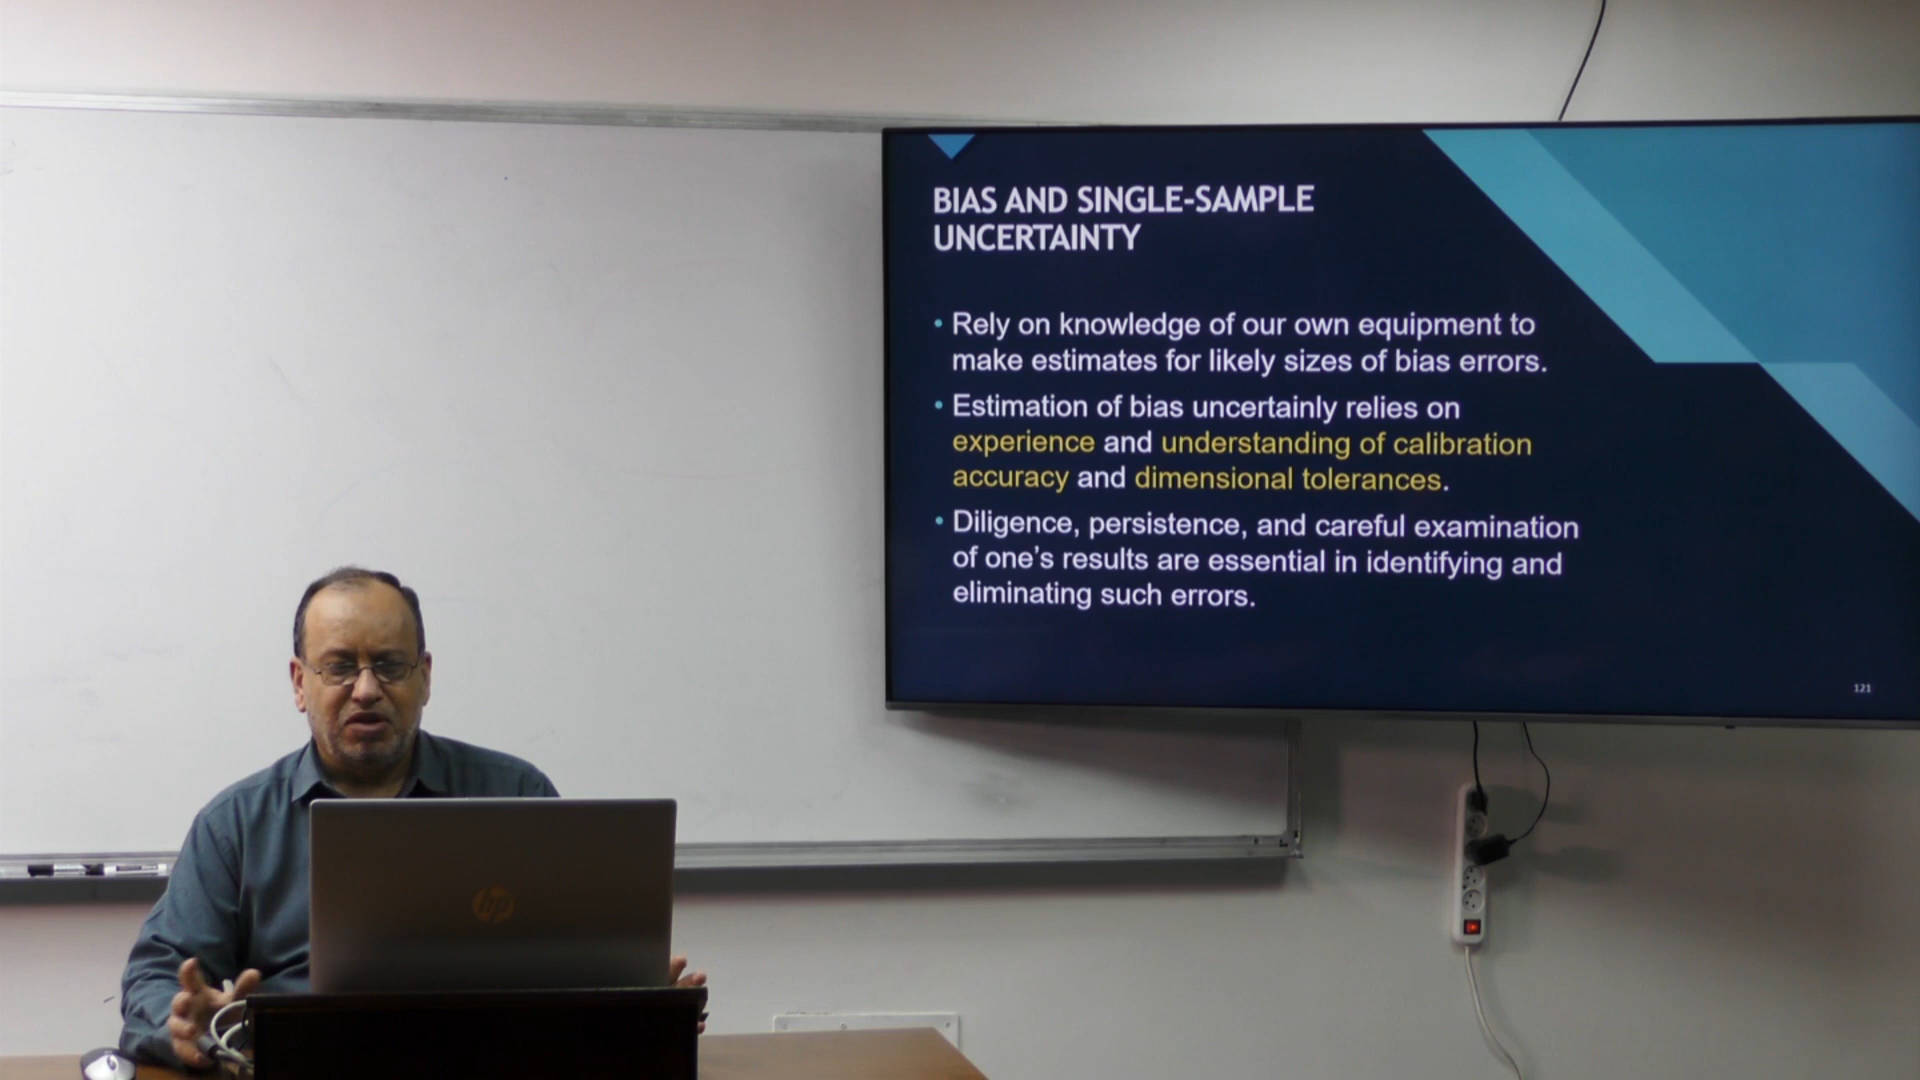 BIAS AND SINGLE-SAMPLE
UNCERTAINTY
• Rely on knowledge of our own equipment to
make estimates for likely sizes of bias errors.
• Estimation of bias uncertainly relies on
experience and understanding of calibration
accuracy and dimensional tolerances.
• Diligence, persistence, and careful examination
of one's results are essential in identifying and
eliminating such errors.
121
hp